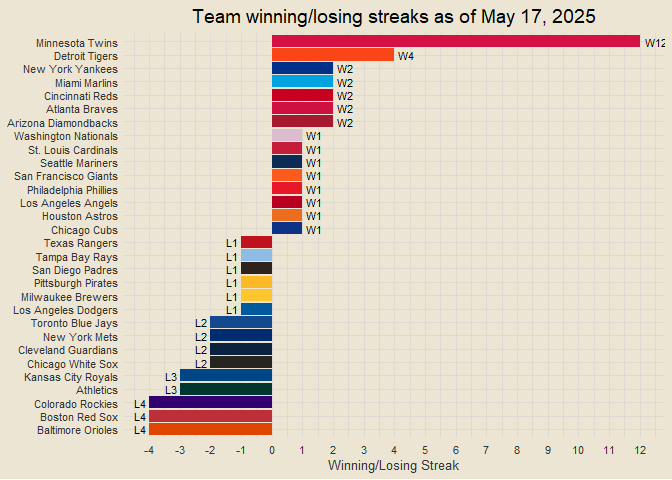 Team winning/losing streaks as of May 17, 2025
Minnesota Twins W12
Detroit Tigers W4
New York Yankees W2
Miami Marlins W2
Cincinnati Reds W2
Atlanta Braves W2
Arizona Diamondbacks W2
Washington Nationals W1
St. Louis Cardinals W1
Seattle Mariners W1
San Francisco Giants W1
Philadelphia Phillies W1
Los Angeles Angels W1
Houston Astros W1
Chicago Cubs W1
Texas Rangers L1
Tampa Bay Rays L1
San Diego Padres L1
Pittsburgh Pirates L1
Milwaukee Brewers L1
Los Angeles Dodgers L1
Toronto Blue Jays L2
New York Mets L2
Cleveland Guardians L2
Chicago White Sox L2
Kansas City Royals L3
Athletics L3
Colorado Rockies L4
Boston Red Sox L4
Baltimore Orioles L4
-4 -3 -2 -1 0 1 2 3 4 5 6 7 8 9 10 11 12
Winning/Losing Streak